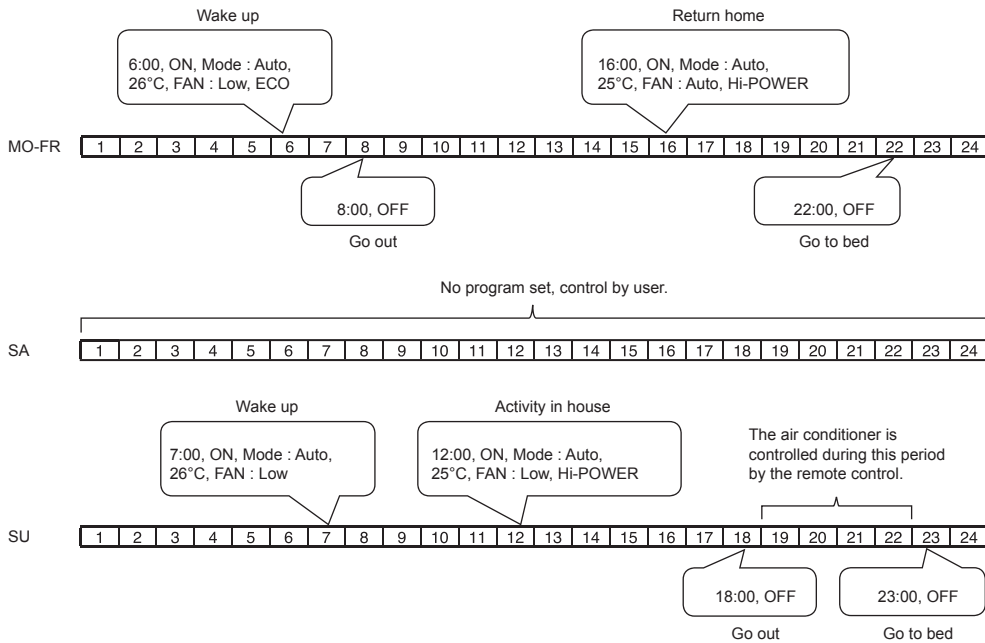 Wake up
Return home
6:00, ON, Mode : Auto,
26°C, FAN : Low, ECO
16:00, ON, Mode : Auto,
25°C, FAN : Auto, Hi-POWER
MO-FR 1 2 3 4 5 6 7 8 9 10 11 12 13 14 15 16 17 18 19 20 21 22 23 24
8:00, OFF
22:00, OFF
Go out
Go to bed
No program set, control by user.
SA 1 2 3 4 5 6 7 8 9 10 11 12 13 14 15 16 17 18 19 20 21 22 23 24
Wake up
Activity in house
7:00, ON, Mode : Auto,
26°C, FAN : Low
12:00, ON, Mode : Auto,
25°C, FAN : Low, Hi-POWER
The air conditioner is
controlled during this period
by the remote control.
SU 1 2 3 4 5 6 7 8 9 10 11 12 13 14 15 16 17 18 19 20 21 22 23 24
18:00, OFF
23:00, OFF
Go out
Go to bed